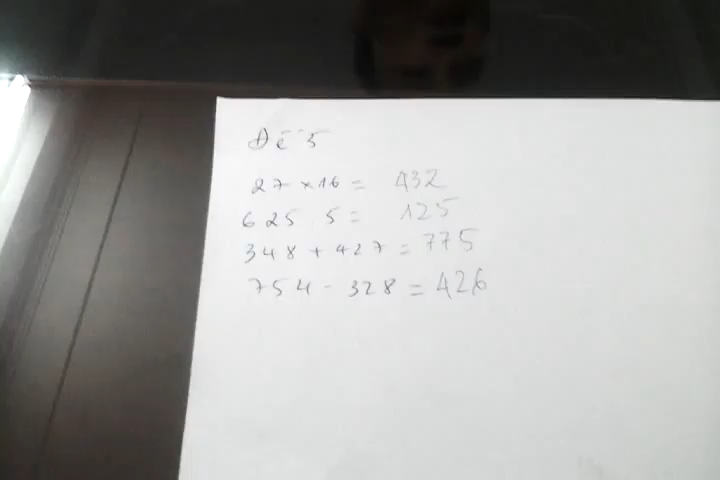 Đề 5
27 × 16 = 432
625 5 = 125
348 + 427 = 775
754 - 328 = 426